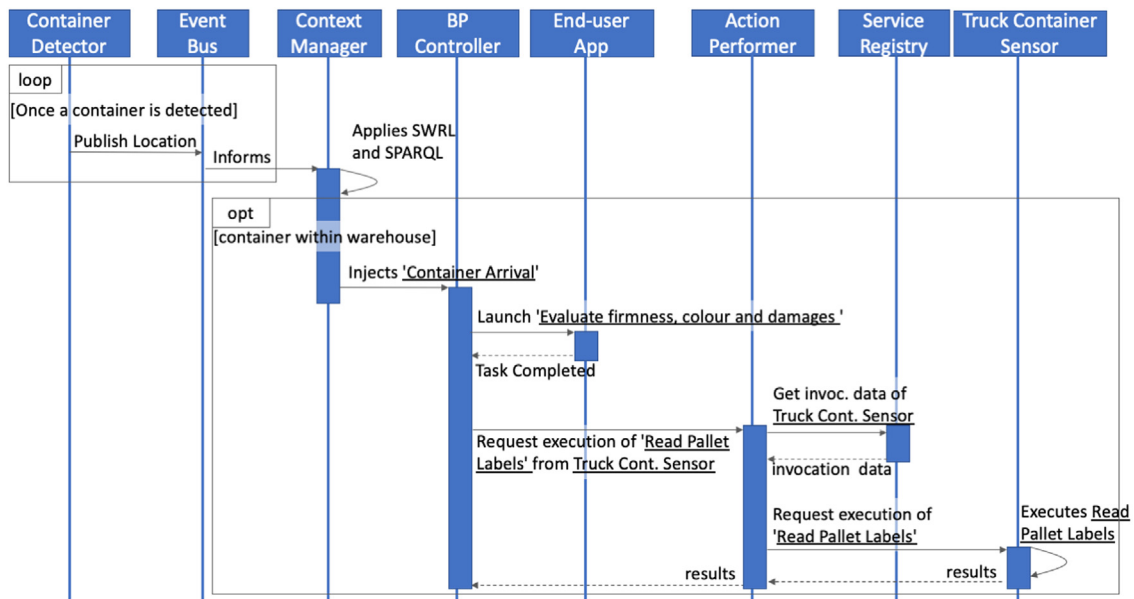 Container
Detector
Event
Bus
Context
Manager
BP
Controller
End-user
App
Action
Performer
Service
Registry
Truck Container
Sensor
loop
[Once a container is detected]
Publish Location
Informs
Applies SWRL
and SPARQL
opt
[container within warehouse]
Injects 'Container Arrival'
Launch 'Evaluate firmness, colour and damages '
Task Completed
Get invoc. data of
Truck Cont. Sensor
Request execution of 'Read Pallet
Labels' from Truck Cont. Sensor
invocation data
Request execution of
'Read Pallet Labels'
Executes Read
Pallet Labels
results
results